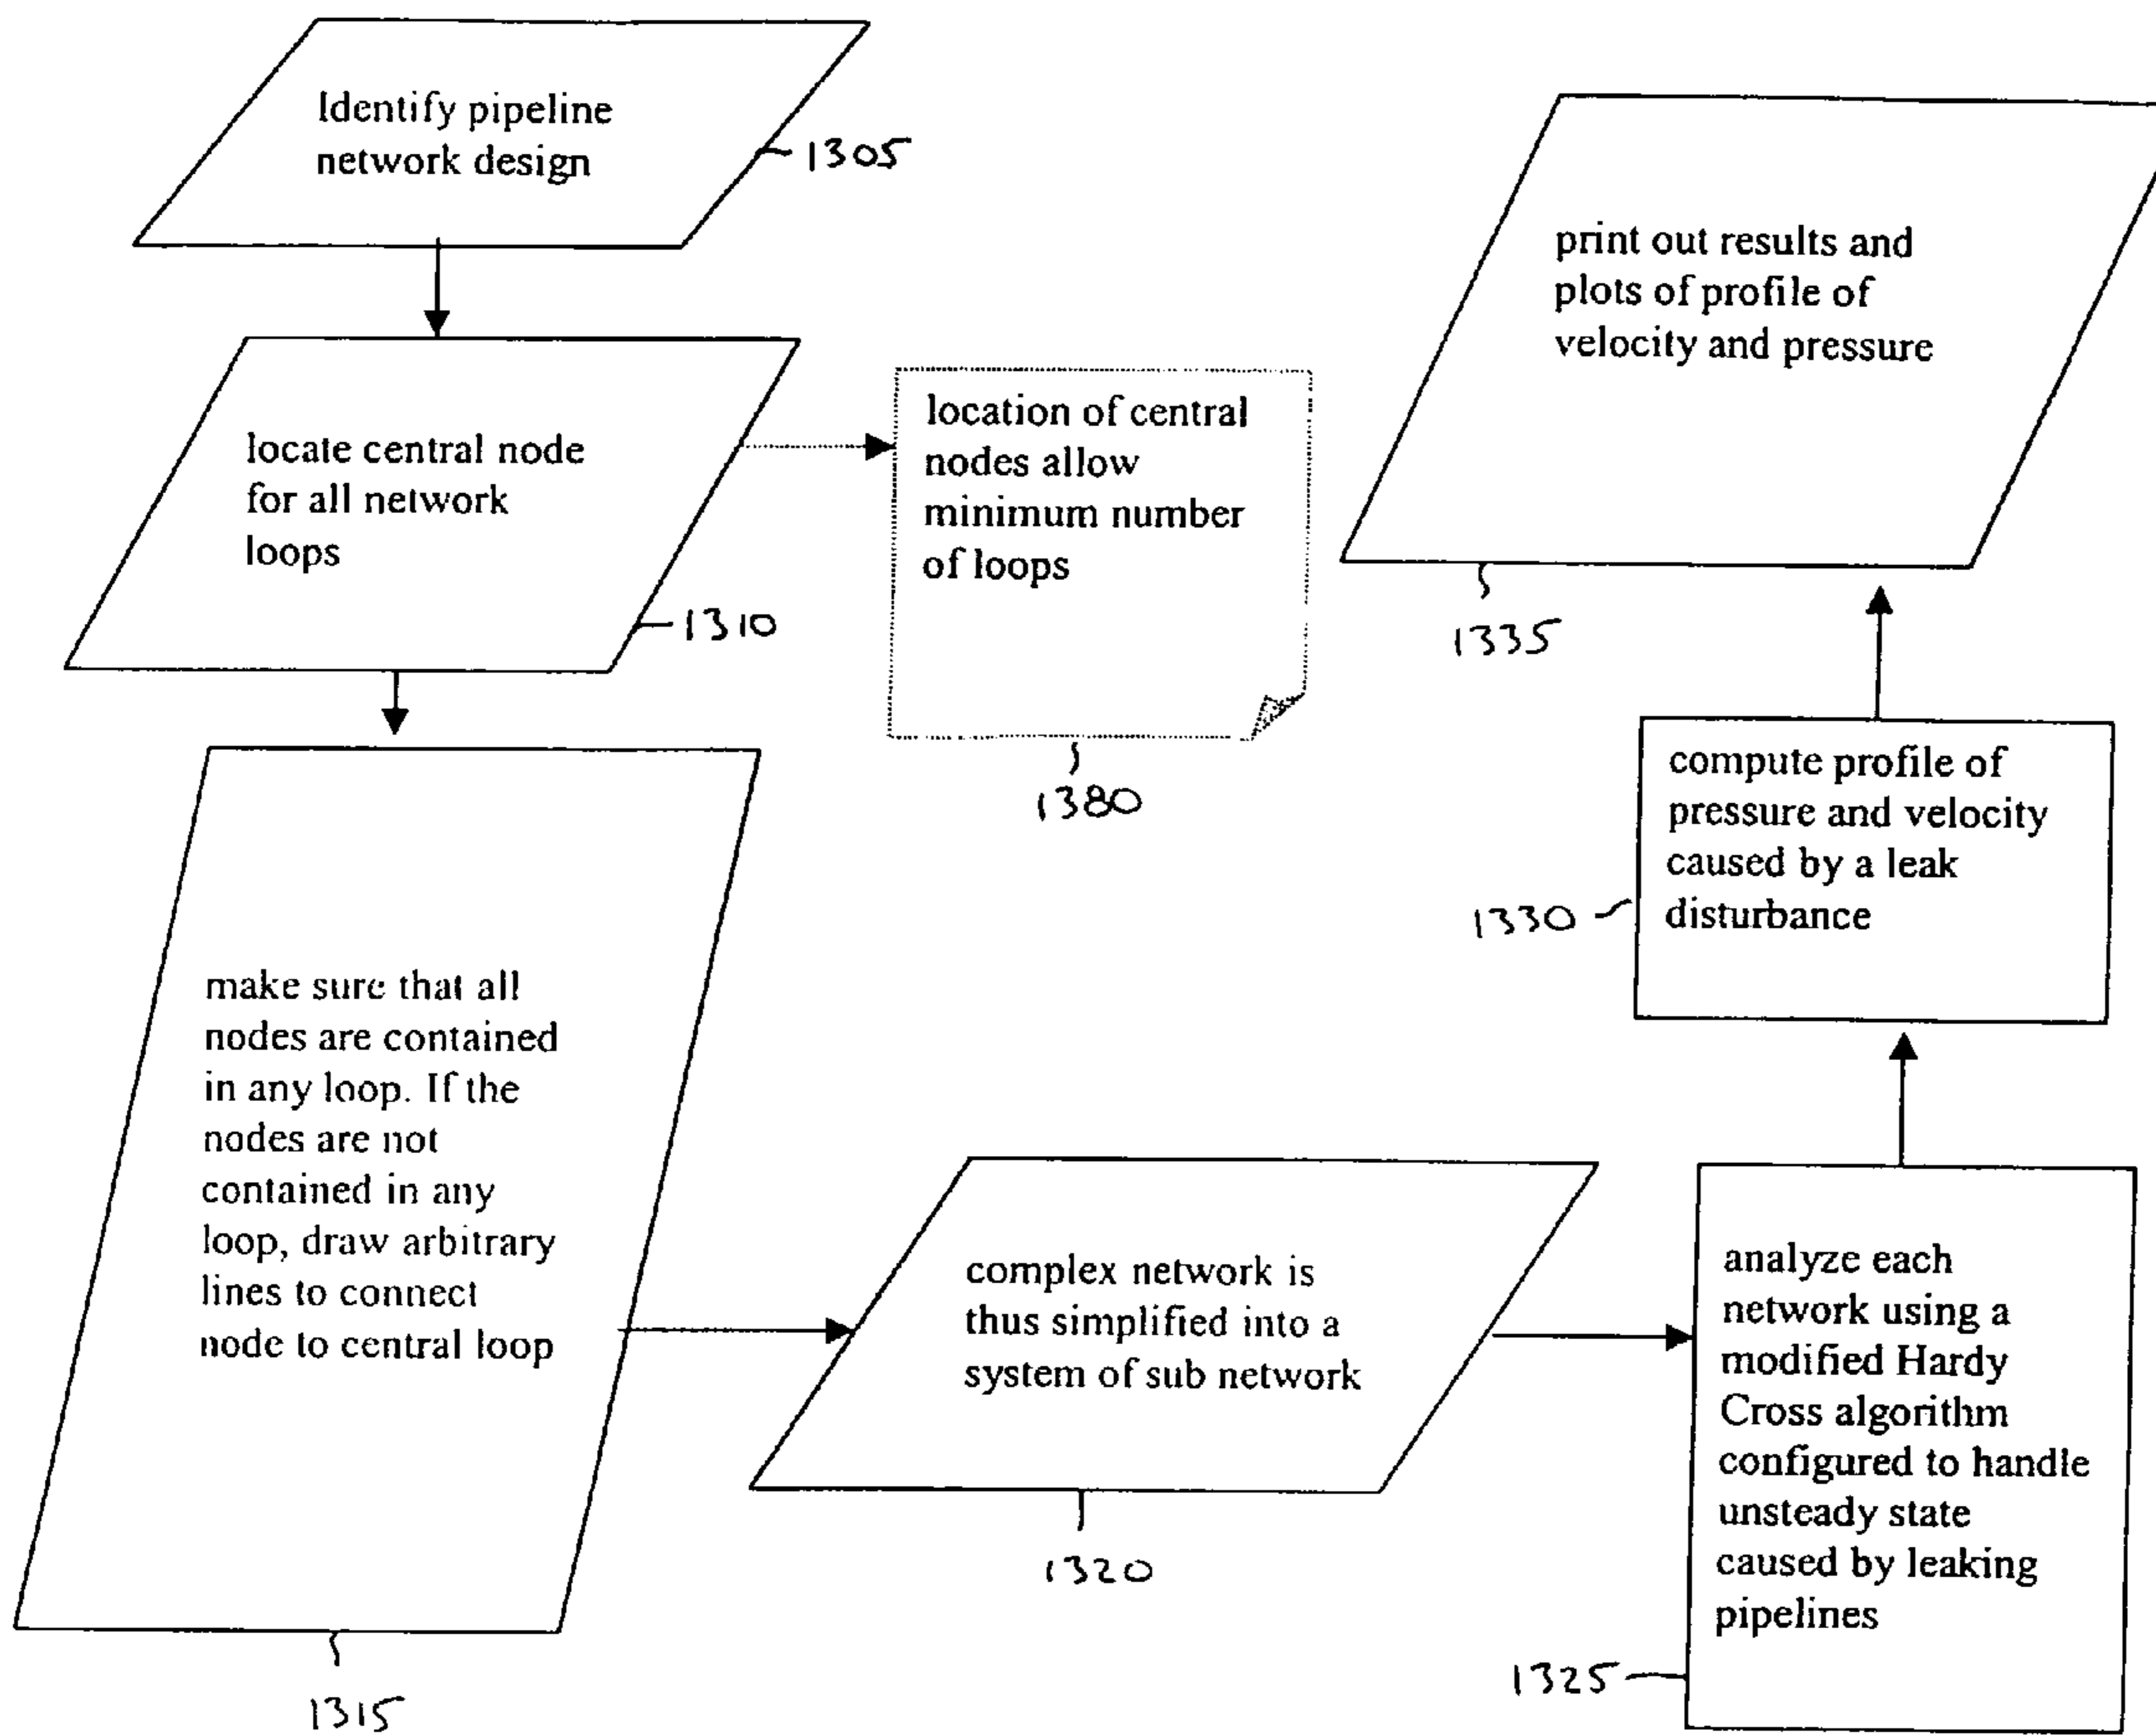 Identify pipeline
network design
1305
locate central node
for all network
loops
1310
location of central
nodes allow
minimum number
of loops
1380
make sure that all
nodes are contained
in any loop. If the
nodes are not
contained in any
loop, draw arbitrary
lines to connect
node to central loop
1315
complex network is
thus simplified into a
system of sub network
1320
analyze each
network using a
modified Hardy
Cross algorithm
configured to handle
unsteady state
caused by leaking
pipelines
1325
compute profile of
pressure and velocity
caused by a leak
disturbance
1330
print out results and
plots of profile of
velocity and pressure
1335